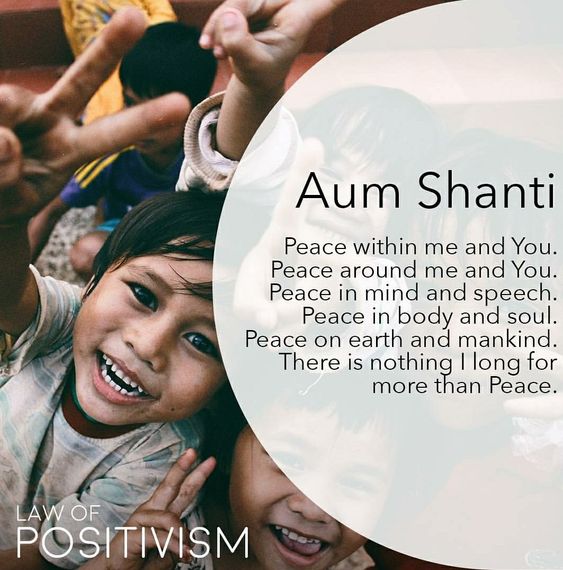 Aum Shanti
Peace within me and You.
Peace around me and You.
Peace in mind and speech.
Peace in body and soul.
Peace on earth and mankind.
There is nothing I long for
more than Peace.
LAW OF
POSITIVISM